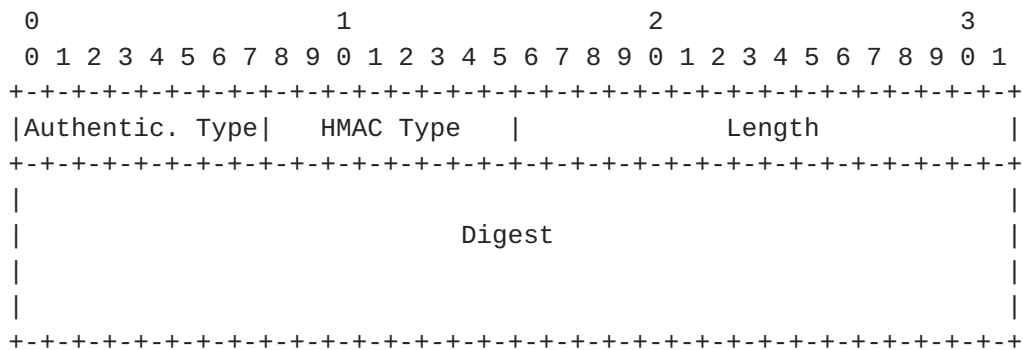 0                   1                   2                   3
 0 1 2 3 4 5 6 7 8 9 0 1 2 3 4 5 6 7 8 9 0 1 2 3 4 5 6 7 8 9 0 1
+-+-+-+-+-+-+-+-+-+-+-+-+-+-+-+-+-+-+-+-+-+-+-+-+-+-+-+-+-+-+-+-+
|Authentic. Type|   HMAC Type   |             Length            |
+-+-+-+-+-+-+-+-+-+-+-+-+-+-+-+-+-+-+-+-+-+-+-+-+-+-+-+-+-+-+-+-+
|                                                               |
|                            Digest                             |
|                                                               |
|                                                               |
+-+-+-+-+-+-+-+-+-+-+-+-+-+-+-+-+-+-+-+-+-+-+-+-+-+-+-+-+-+-+-+-+